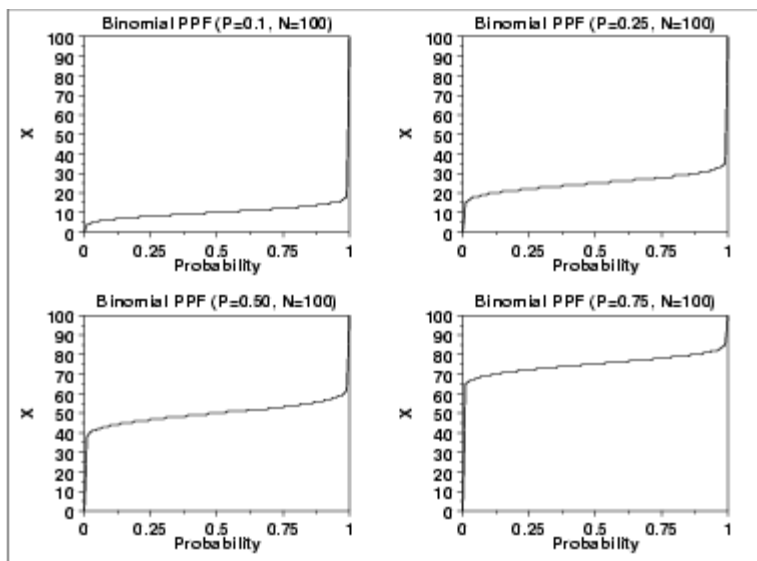 Binomial PPF (P=0.1, N=100)
100
90
80
70
60
50
40
30
20
10
0
X
0 0.25 0.5 0.75 1
Probability
Binomial PPF (P=0.25, N=100)
100
90
80
70
60
50
40
30
20
10
0
X
0 0.25 0.5 0.75 1
Probability
Binomial PPF (P=0.50, N=100)
100
90
80
70
60
50
40
30
20
10
0
X
0 0.25 0.5 0.75 1
Probability
Binomial PPF (P=0.75, N=100)
100
90
80
70
60
50
40
30
20
10
0
X
0 0.25 0.5 0.75 1
Probability